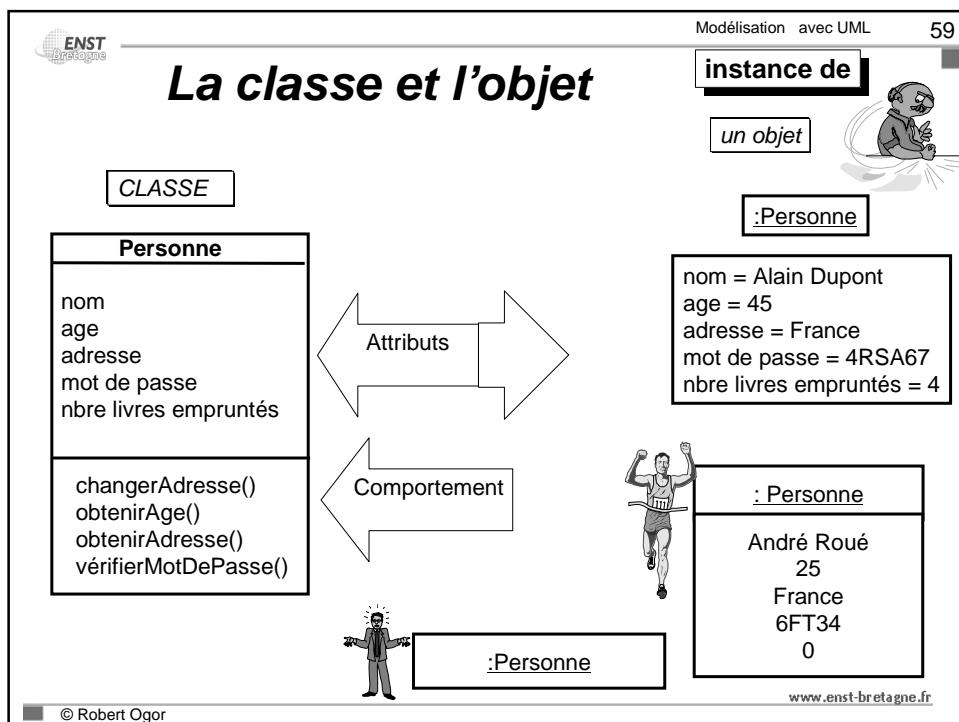 ENST
Bretagne
Modélisation avec UML
59
La classe et l'objet
instance de
un objet
CLASSE
:Personne
Personne
nom
age
adresse
mot de passe
nbre livres empruntés
changerAdresse()
obtenirAge()
obtenirAdresse()
vérifierMotDePasse()
Attributs
Comportement
nom = Alain Dupont
age = 45
adresse = France
mot de passe = 4RSA67
nbre livres empruntés = 4
: Personne
André Roué
25
France
6FT34
0
:Personne
www.enst-bretagne.fr
© Robert Ogor